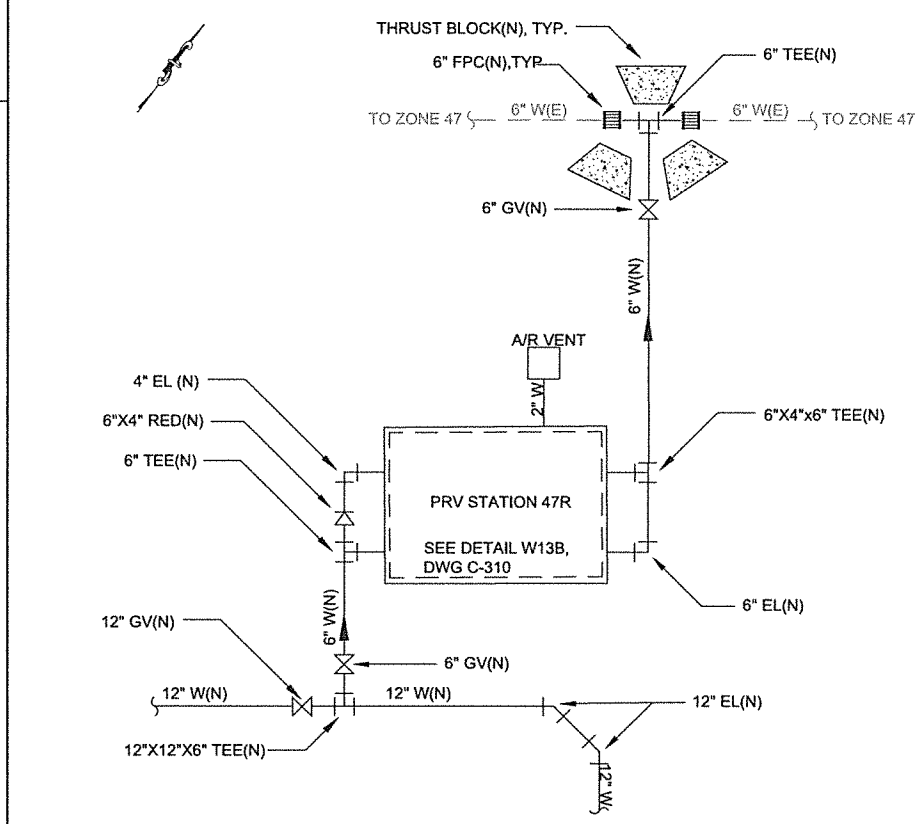 THRUST BLOCK(N), TYP.
6" FPC(N),TYP
6" TEE(N)
TO ZONE 47
6" W(E)
6" W(E)
TO ZONE 47
6" GV(N)
6" W(N)
A/R VENT
2" W
4" EL (N)
6"X4" RED(N)
6" TEE(N)
6"X4"x6" TEE(N)
PRV STATION 47R
SEE DETAIL W13B,
DWG C-310
6" EL(N)
12" GV(N)
6" W(N)
6" GV(N)
12" W(N)
12" W(N)
12" EL(N)
12"X12"X6" TEE(N)
12" W